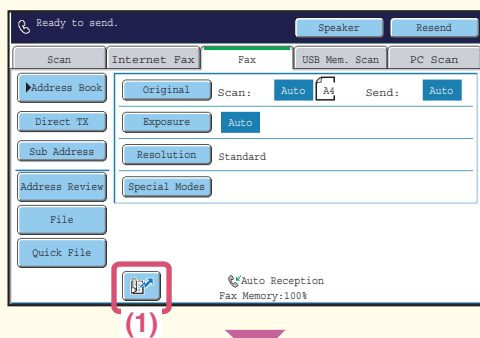 Ready to send.
Speaker
Resend
Scan
Internet Fax
Fax
USB Mem. Scan
PC Scan
Address Book
Original
Scan:
Auto
A4
Send:
Auto
Direct TX
Exposure
Auto
Sub Address
Resolution
Standard
Address Review
Special Modes
File
Quick File
Auto Reception
Fax Memory:100%
(1)